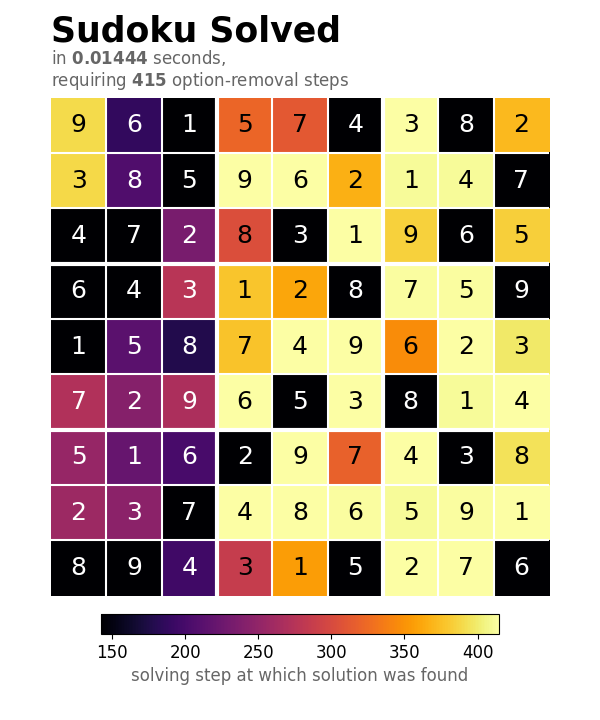 Sudoku Solved
in 0.01444 seconds,
requiring 415 option-removal steps
9 6 1 5 7 4 3 8 2
3 8 5 9 6 2 1 4 7
4 7 2 8 3 1 9 6 5
6 4 3 1 2 8 7 5 9
1 5 8 7 4 9 6 2 3
7 2 9 6 5 3 8 1 4
5 1 6 2 9 7 4 3 8
2 3 7 4 8 6 5 9 1
8 9 4 3 1 5 2 7 6
150 200 250 300 350 400
solving step at which solution was found